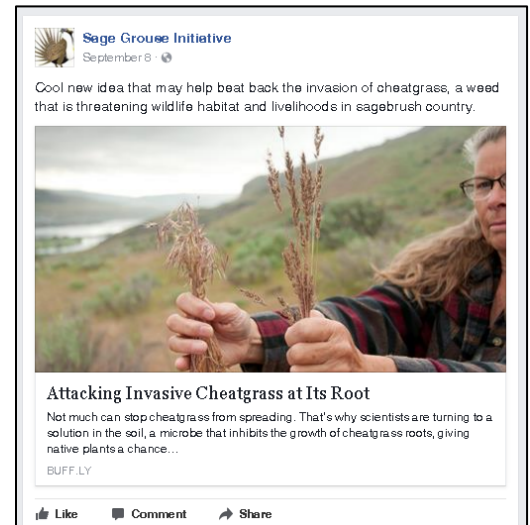 Sage Grouse Initiative
September 8 ·
Cool new idea that may help beat back the invasion of cheatgrass, a weed
that is threatening wildlife habitat and livelihoods in sagebrush country.
Attacking Invasive Cheatgrass at Its Root
Not much can stop cheatgrass from spreading. That's why scientists are turning to a
solution in the soil, a microbe that inhibits the growth of cheatgrass roots, giving
native plants a chance...
BUFF.LY
Like Comment Share